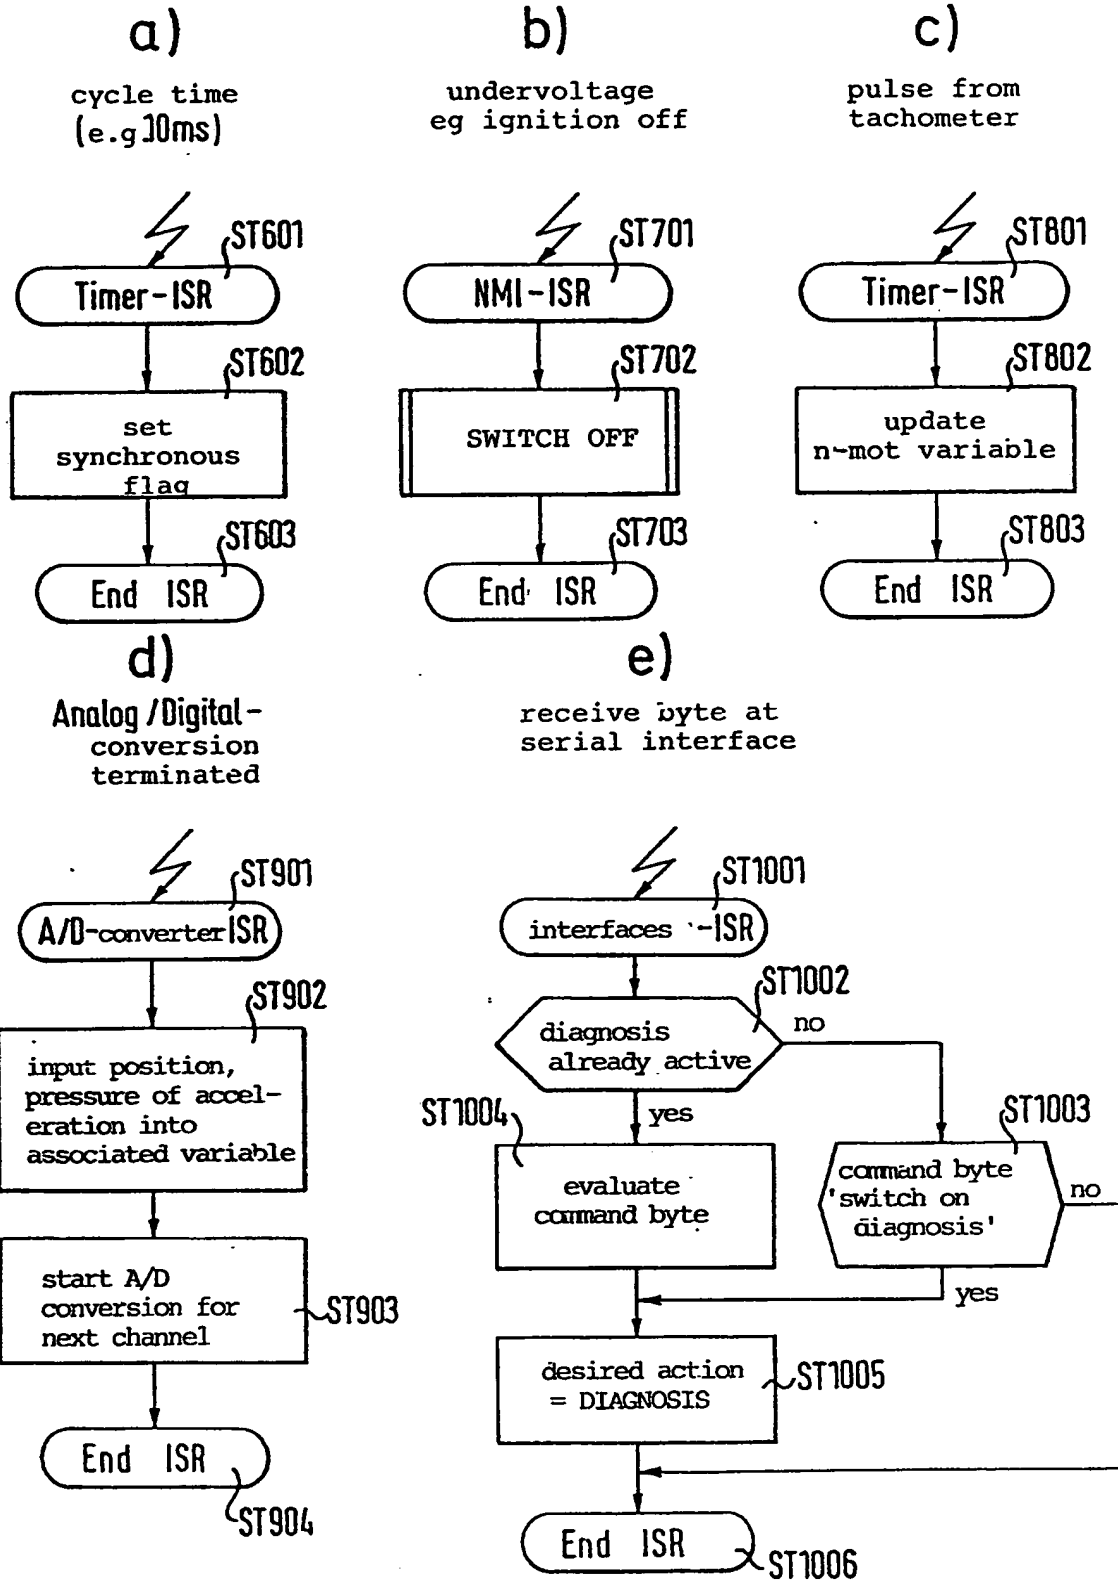 a)
cycle time
(e.g 10ms)
ST601
Timer-ISR
ST602
set
synchronous
flag
ST603
End ISR
b)
undervoltage
eg ignition off
ST701
NMI-ISR
ST702
SWITCH OFF
ST703
End ISR
c)
pulse from
tachometer
ST801
Timer-ISR
ST802
update
n-mot variable
ST803
End ISR
d)
Analog/Digital-
conversion
terminated
ST901
A/D-converter ISR
ST902
input position,
pressure of accel-
eration into
associated variable
start A/D
conversion for
next channel
ST903
End ISR
ST904
e)
receive byte at
serial interface
ST1001
interfaces -ISR
ST1002
diagnosis
already active
no
yes
ST1004
evaluate
command byte
ST1003
command byte
'switch on
diagnosis'
no
yes
desired action
= DIAGNOSIS
ST1005
End ISR
ST1006